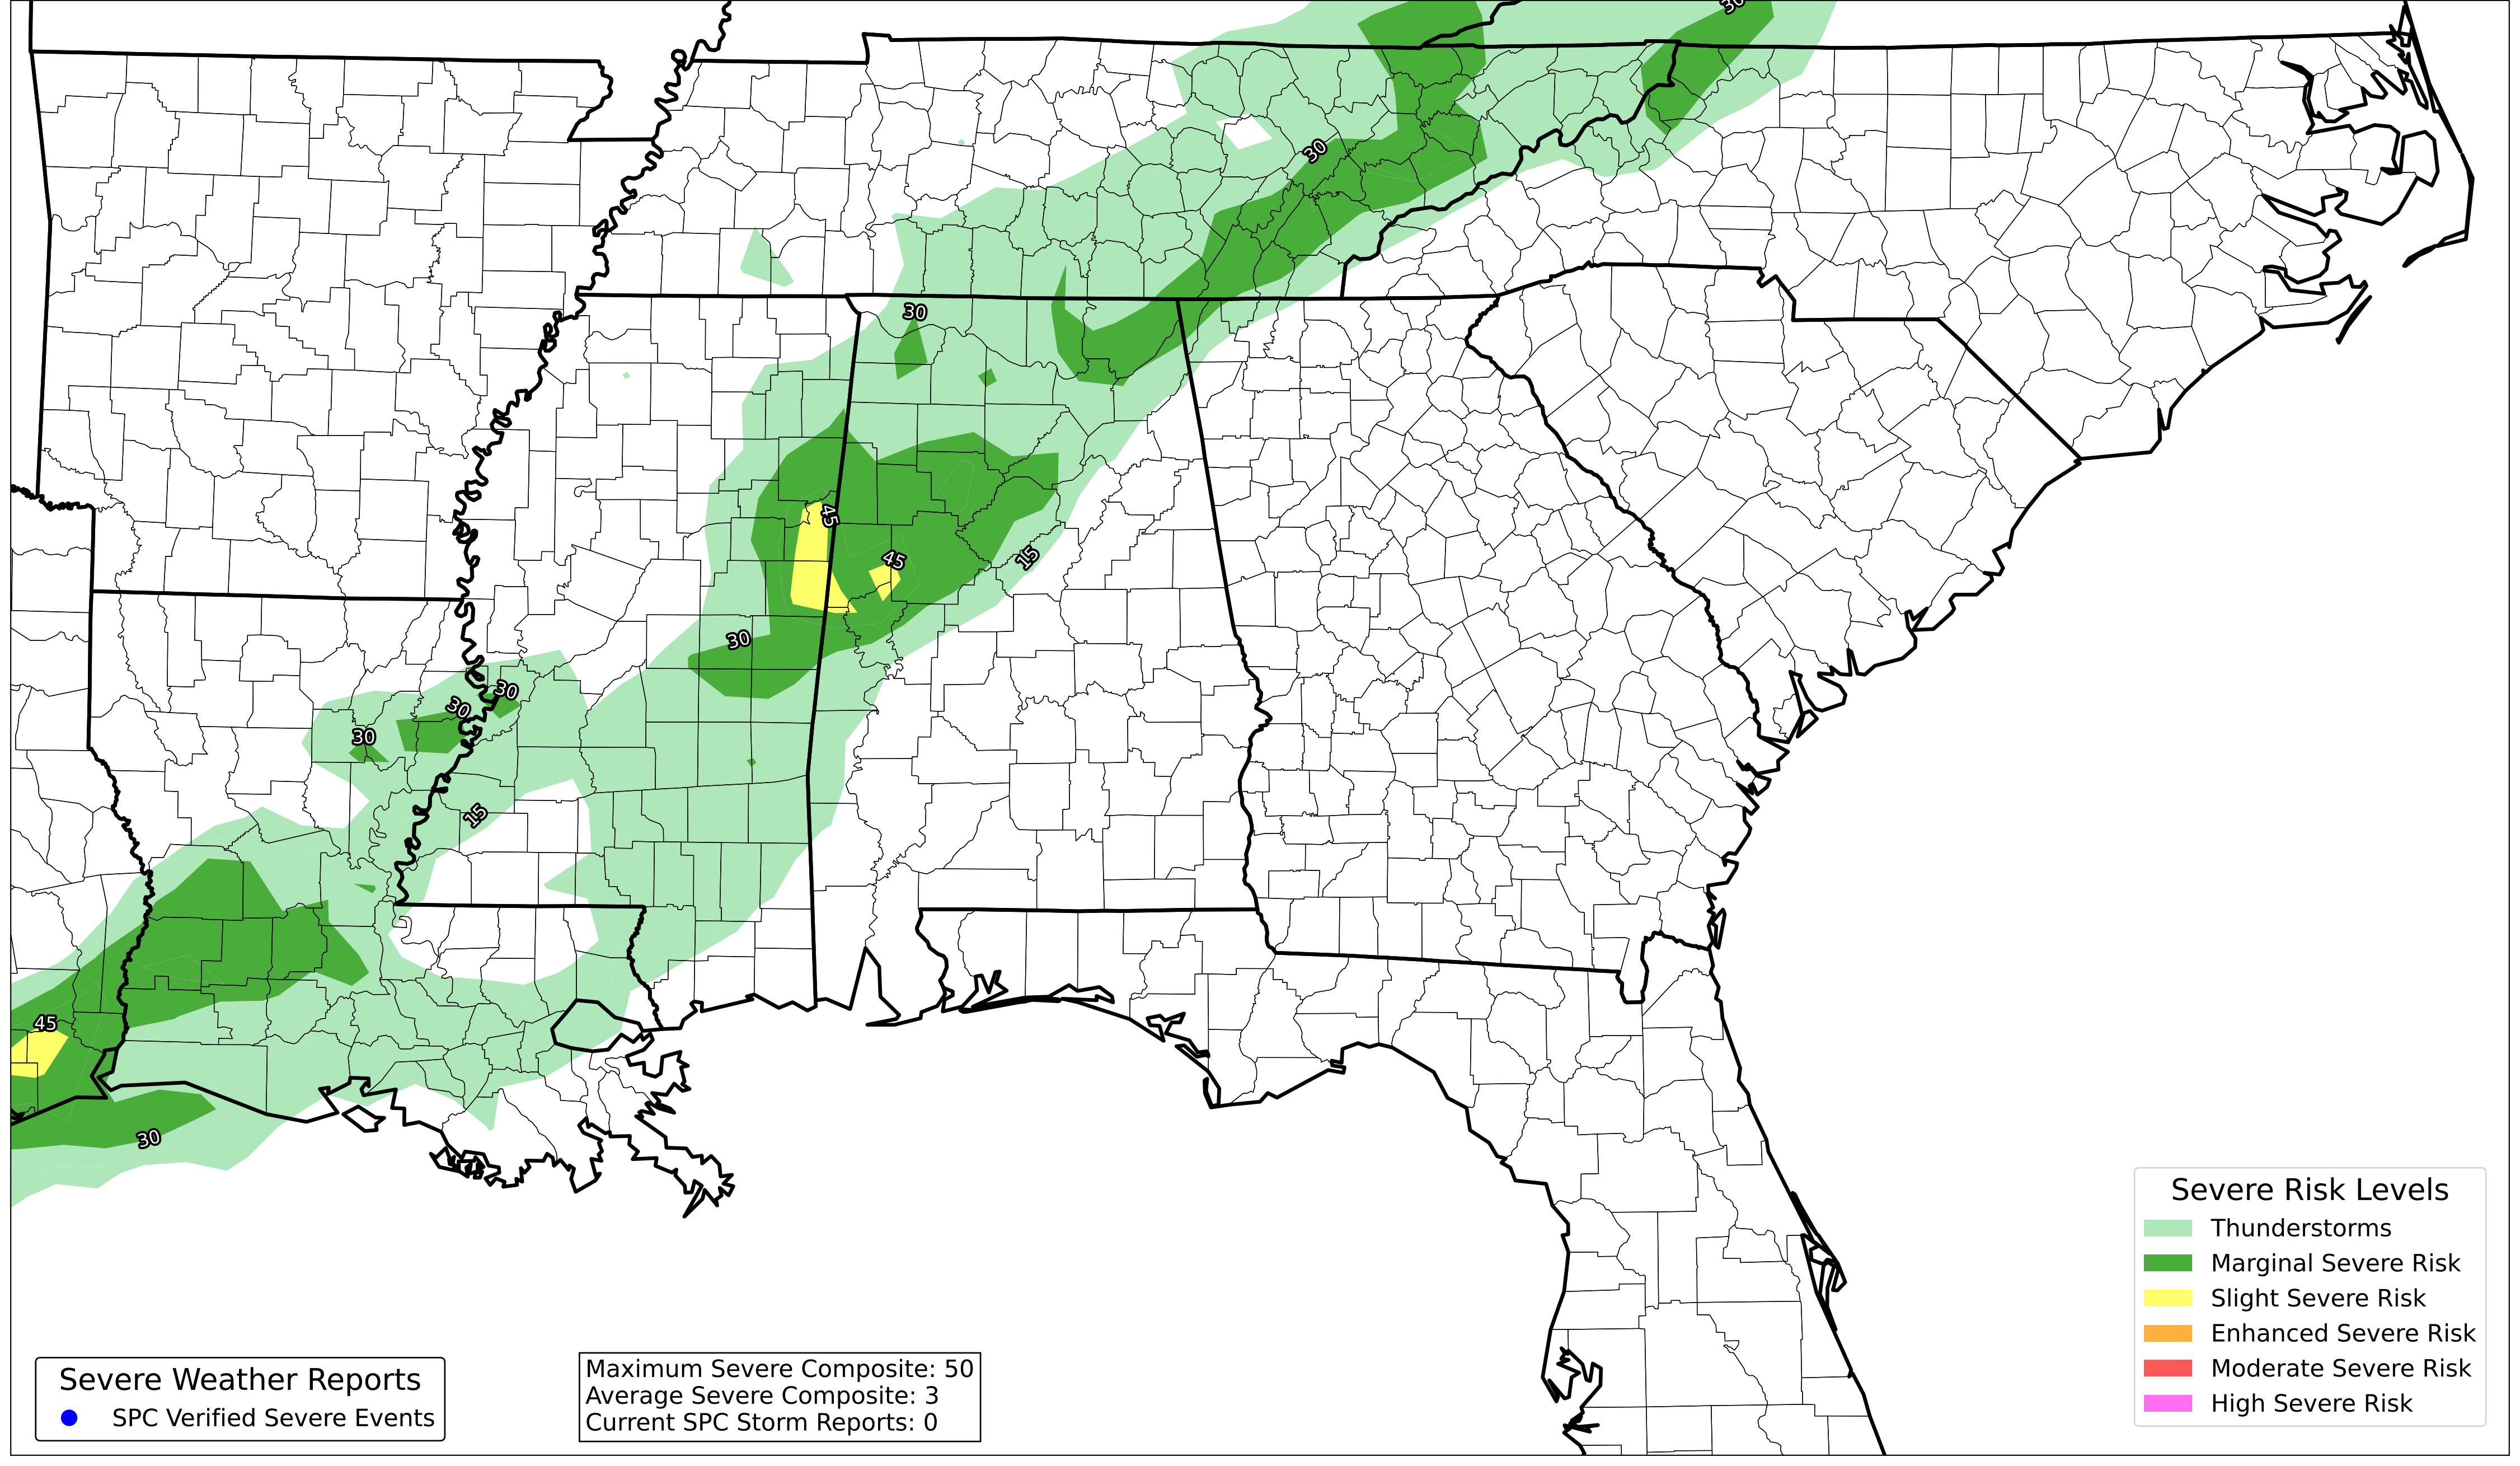 30
30
30
45
45
15
30
30
30
30
15
45
30
Severe Risk Levels
Thunderstorms
Marginal Severe Risk
Slight Severe Risk
Enhanced Severe Risk
Moderate Severe Risk
High Severe Risk
Severe Weather Reports
SPC Verified Severe Events
Maximum Severe Composite: 50
Average Severe Composite: 3
Current SPC Storm Reports: 0